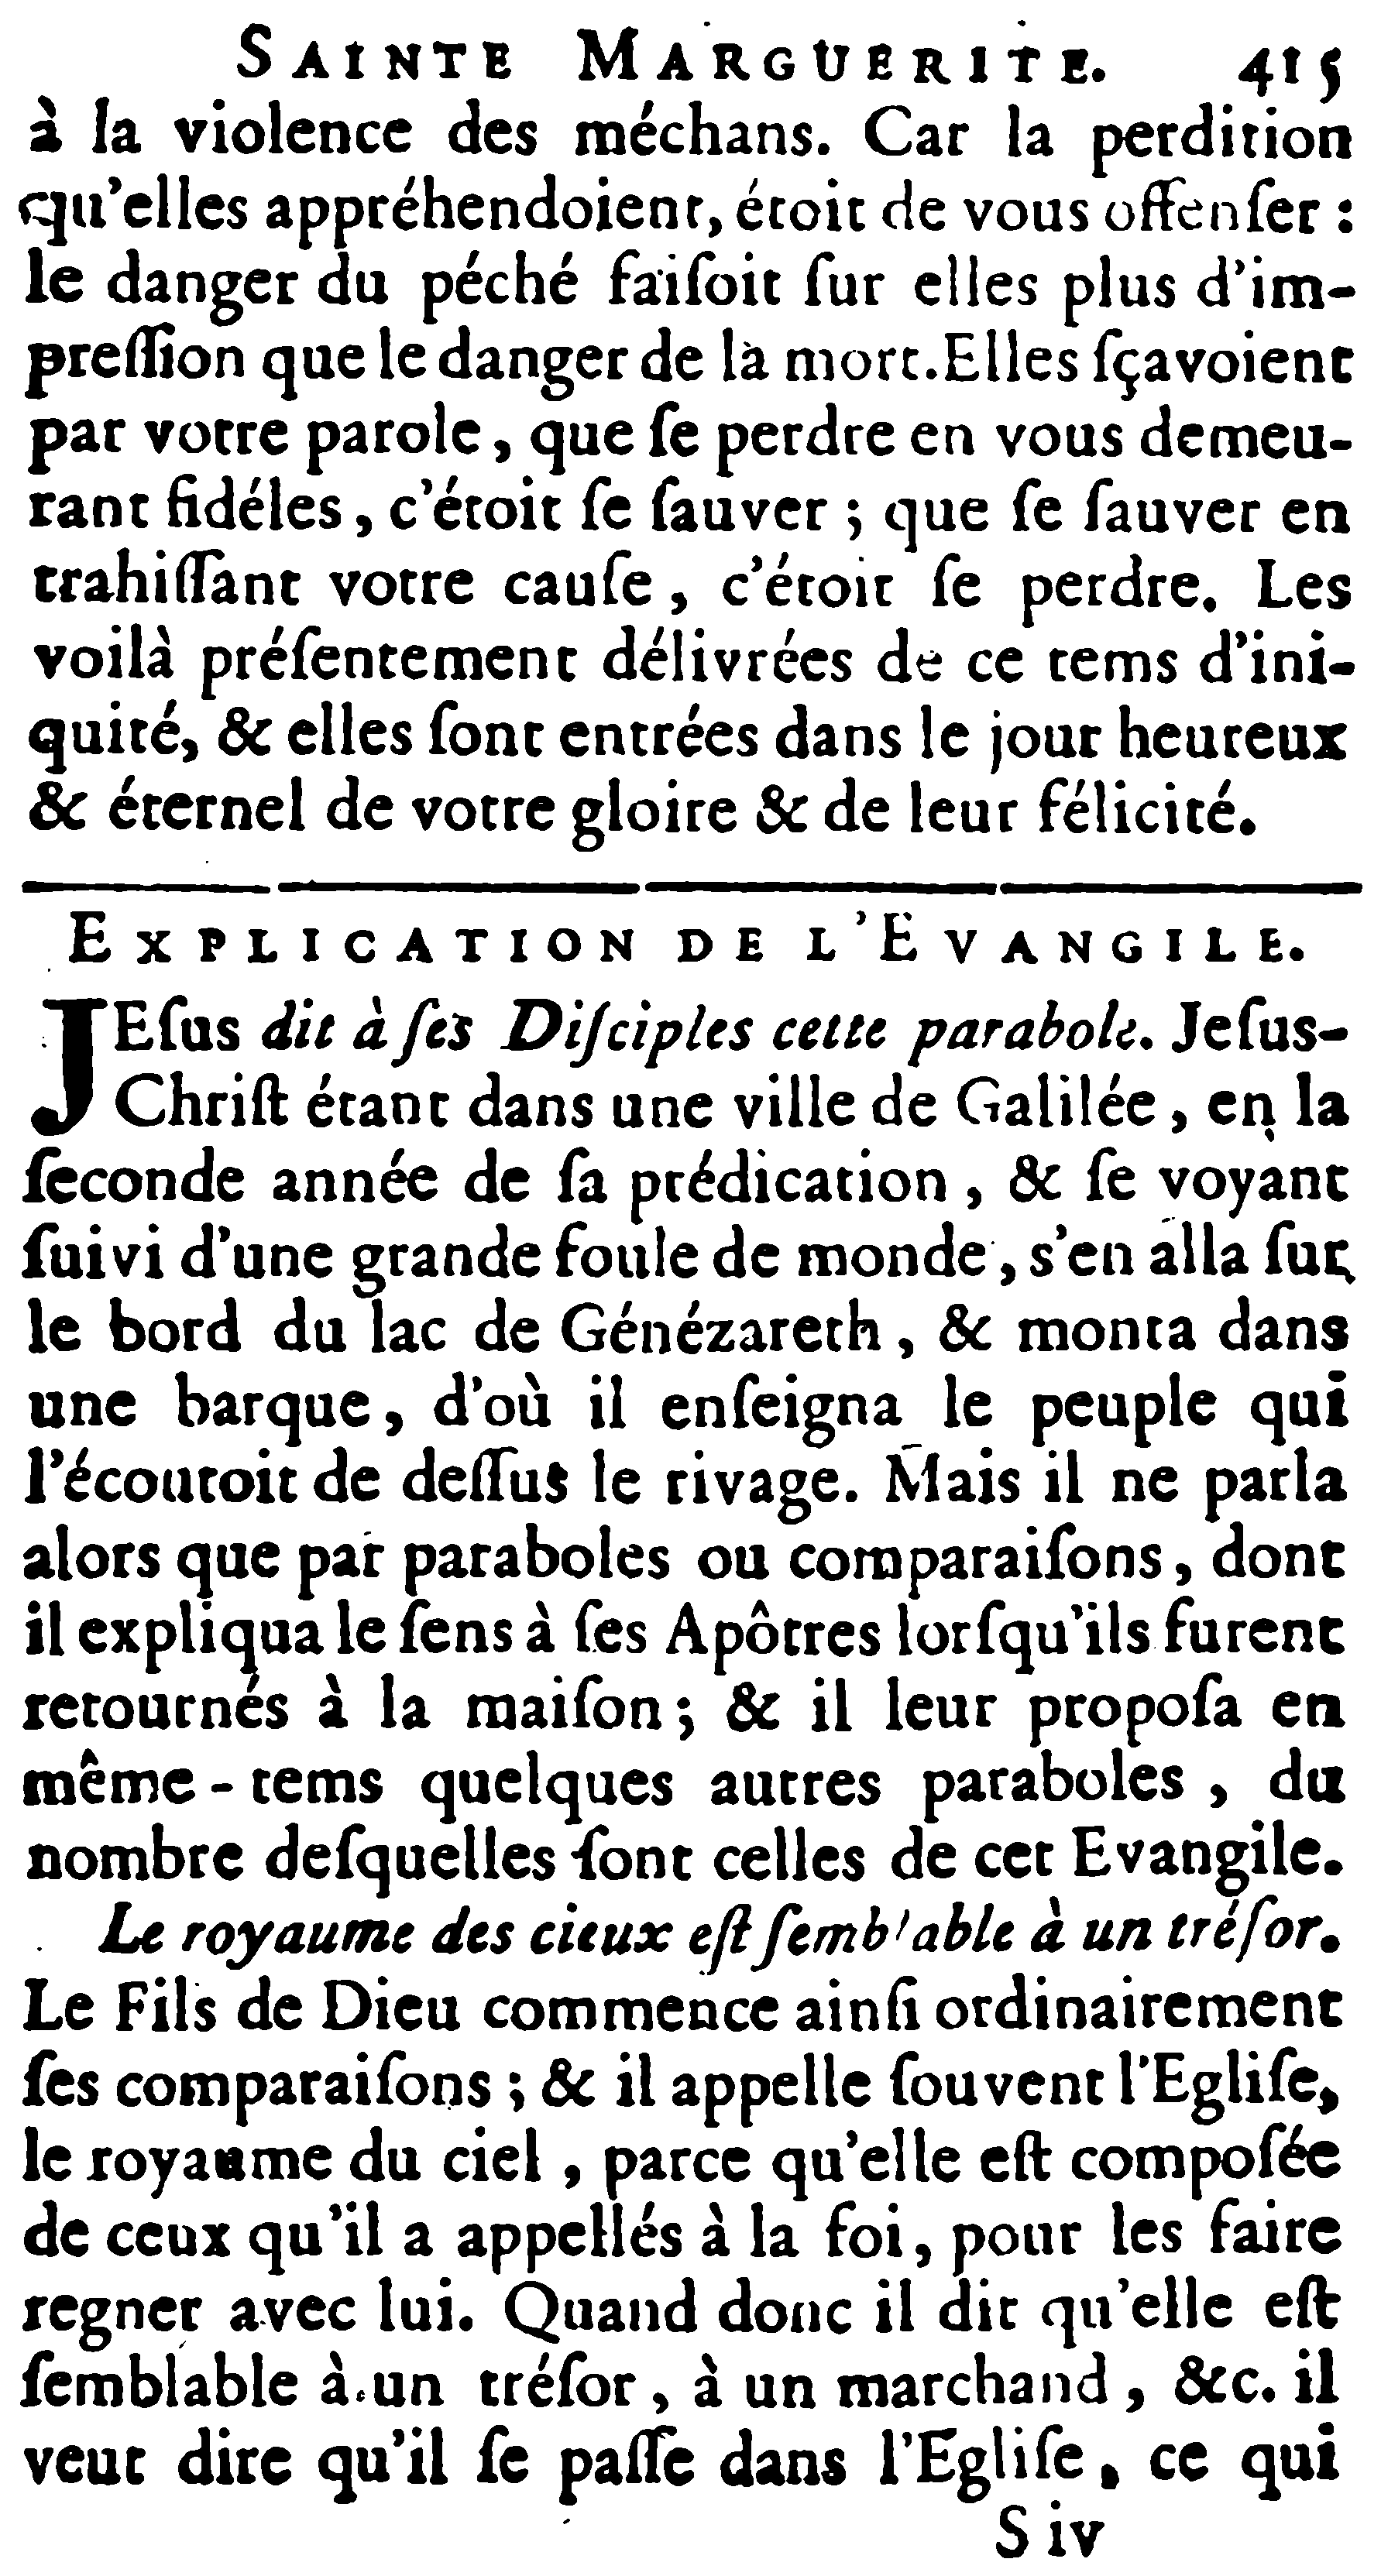 SAINTE MARGUERITE. 415
à la violence des méchans. Car la perdition
qu'elles appréhendoient, étoit de vous offenſer :
le danger du péché faiſoit ſur elles plus d'im-
preſſion que le danger de la mort. Elles ſçavoient
par votre parole, que ſe perdre en vous demeu-
rant fidéles, c'étoit ſe ſauver ; que ſe ſauver en
trahiſſant votre cauſe, c'étoit ſe perdre. Les
voilà préſentement délivrées de ce tems d'ini-
quité, & elles ſont entrées dans le jour heureux
& éternel de votre gloire & de leur félicité.
EXPLICATION DE L'EVANGILE.
JEſus dit à ſes Diſciples cette parabole. Jeſus-
Chriſt étant dans une ville de Galilée, en la
ſeconde année de ſa prédication, & ſe voyant
ſuivi d'une grande foule de monde, s'en alla ſur
le bord du lac de Génézareth, & monta dans
une barque, d'où il enſeigna le peuple qui
l'écoutoit de deſſus le rivage. Mais il ne parla
alors que par paraboles ou comparaiſons, dont
il expliqua le ſens à ſes Apôtres lorſqu'ils furent
retournés à la maiſon ; & il leur propoſa en
même-tems quelques autres paraboles, du
nombre deſquelles ſont celles de cet Evangile.
Le royaume des cieux eſt ſemblable à un tréſor.
Le Fils de Dieu commence ainſi ordinairement
ſes comparaiſons ; & il appelle ſouvent l'Egliſe,
le royaume du ciel, parce qu'elle eſt compoſée
de ceux qu'il a appellés à la foi, pour les faire
regner avec lui. Quand donc il dit qu'elle eſt
ſemblable à un tréſor, à un marchand, &c. il
veut dire qu'il ſe paſſe dans l'Egliſe, ce qui
S iv